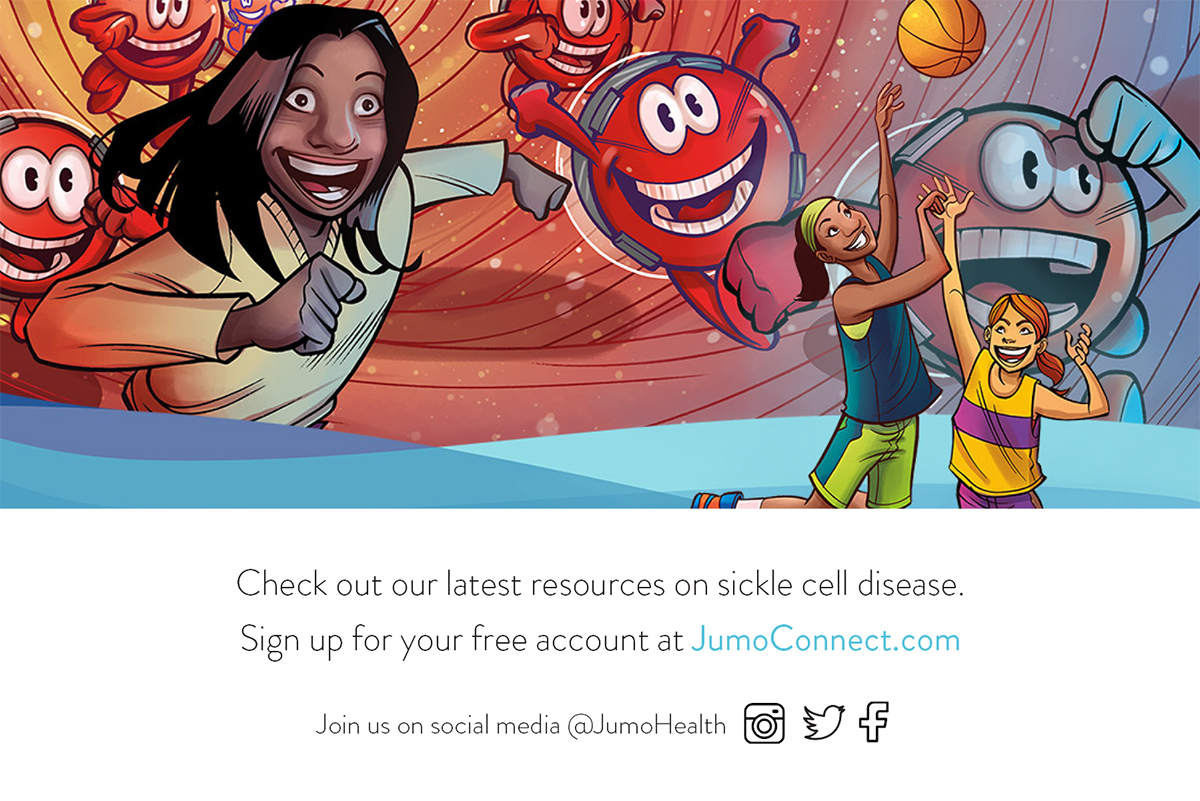 Check out our latest resources on sickle cell disease.
Sign up for your free account at JumoConnect.com
Join us on social media @JumoHealth